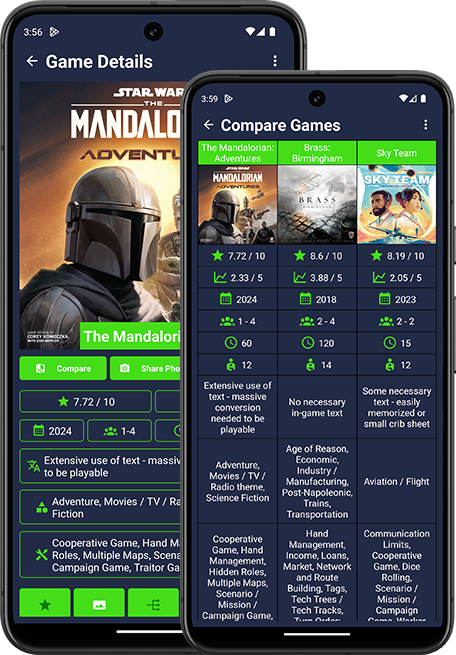 3:56
Game Details
STAR WARS
THE
MANDALO
ADVENTU
GAME DESIGN BY
COREY KONIECZKA
WITH JOSH BEPPLER
The Mandalori
Compare
Share Pho
7.72 / 10
2024
1-4
Extensive use of text - massiv
to be playable
Adventure, Movies / TV / Ra
Fiction
Cooperative Game, Hand Ma
Roles, Multiple Maps, Scena
Campaign Game, Traitor Ga
3:59
Compare Games
The Mandalorian:
Adventures
Brass:
Birmingham
Sky Team
STAR WARS
THE
MANDALORIAN
ADVENTURES
BRASS
BIRMINGHAM
SKY TEAM
7.72 / 10
8.6 / 10
8.19 / 10
2.33 / 5
3.88 / 5
2.05 / 5
2024
2018
2023
1 - 4
2 - 4
2 - 2
60
120
15
12
14
12
Extensive use of
text - massive
conversion
needed to be
playable
No necessary
in-game text
Some necessary
text - easily
memorized or
small crib sheet
Adventure,
Movies / TV /
Radio theme,
Science Fiction
Age of Reason,
Economic,
Industry /
Manufacturing,
Post-Napoleonic,
Trains,
Transportation
Aviation / Flight
Cooperative
Game, Hand
Management,
Hidden Roles,
Multiple Maps,
Scenario /
Mission /
Campaign Game,
Hand
Management,
Income, Loans,
Market, Network
and Route
Building, Tags,
Tech Trees /
Tech Tracks,
Turn Order:
Communication
Limits,
Cooperative
Game, Dice
Rolling,
Scenario /
Mission /
Campaign
Game, Worker